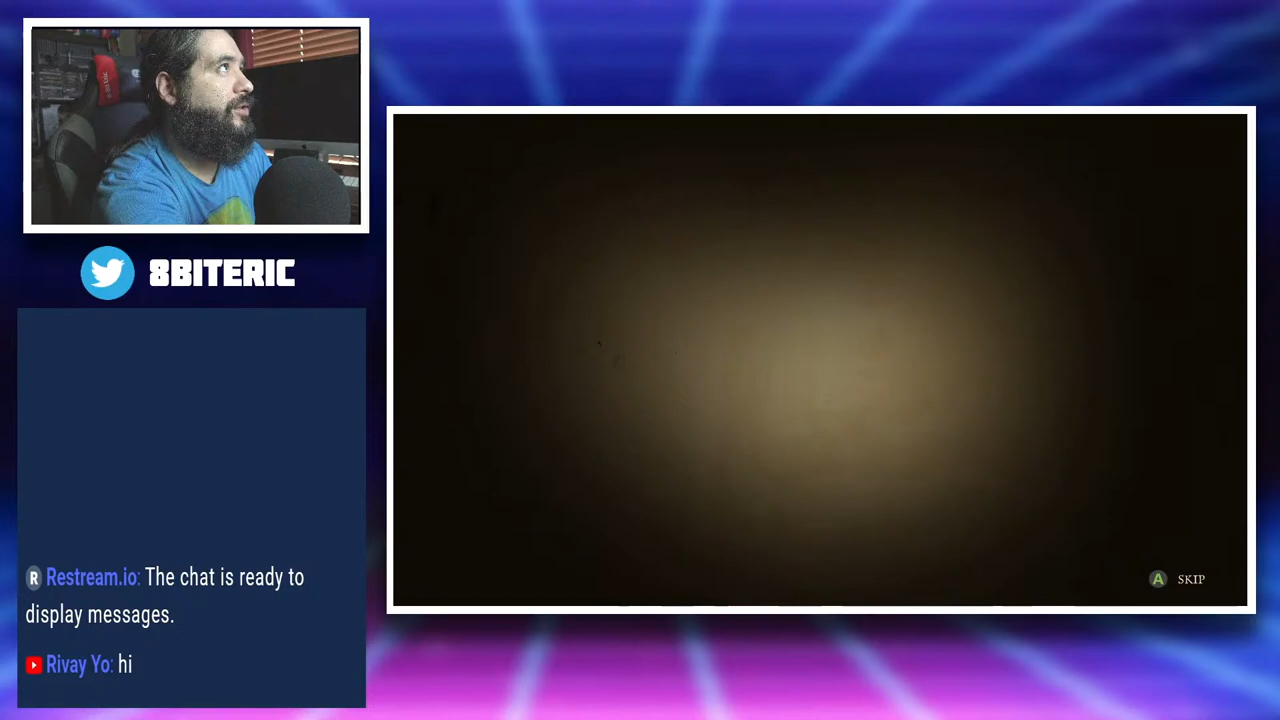 8BITERIC
R Restream.io: The chat is ready to
display messages.
Rivay Yo: hi
A SKIP